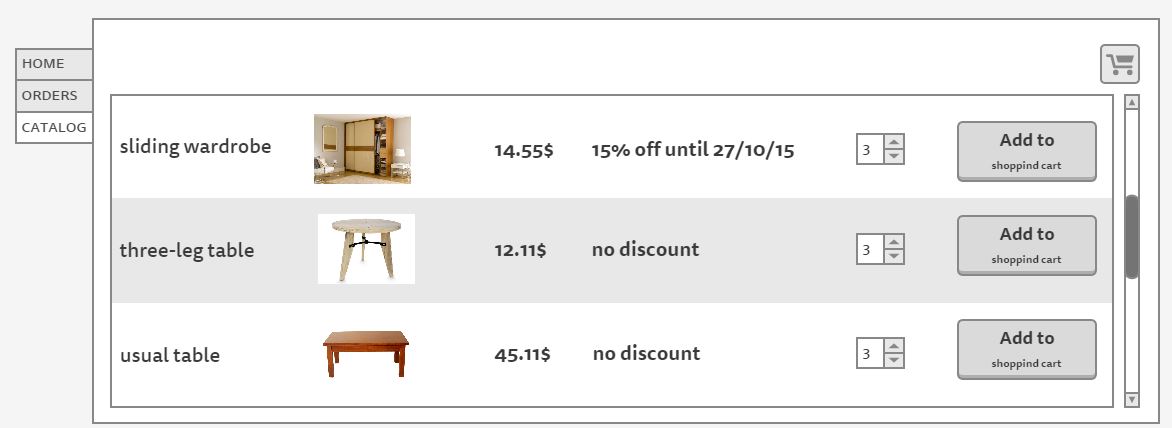 HOME
ORDERS
CATALOG
sliding wardrobe 14.55$ 15% off until 27/10/15 3 Add to
shoppind cart
three-leg table 12.11$ no discount 3 Add to
shoppind cart
usual table 45.11$ no discount 3 Add to
shoppind cart